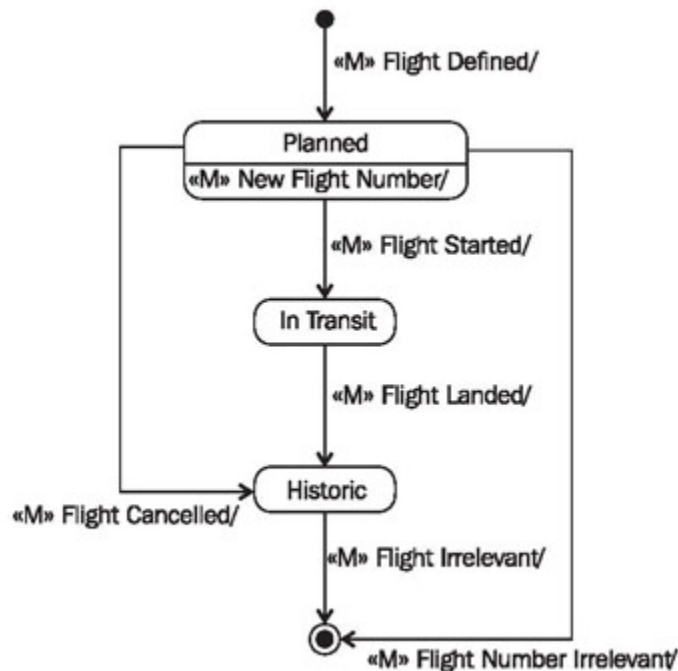 «M» Flight Defined/
Planned
«M» New Flight Number/
«M» Flight Started/
In Transit
«M» Flight Landed/
Historic
«M» Flight Cancelled/
«M» Flight Irrelevant/
«M» Flight Number Irrelevant/